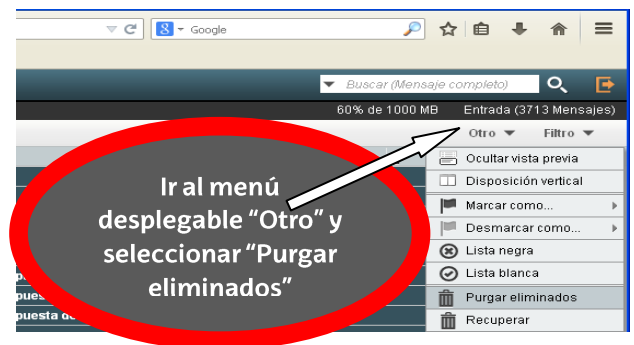 Google
Buscar (Mensaje completo)
60% de 1000 MB Entrada (3713 Mensajes)
Otro Filtro
Ocultar vista previa
Disposición vertical
Marcar como...
Desmarcar como...
Lista negra
Lista blanca
Purgar eliminados
Recuperar
Ir al menú
desplegable “Otro” y
seleccionar “Purgar
eliminados”